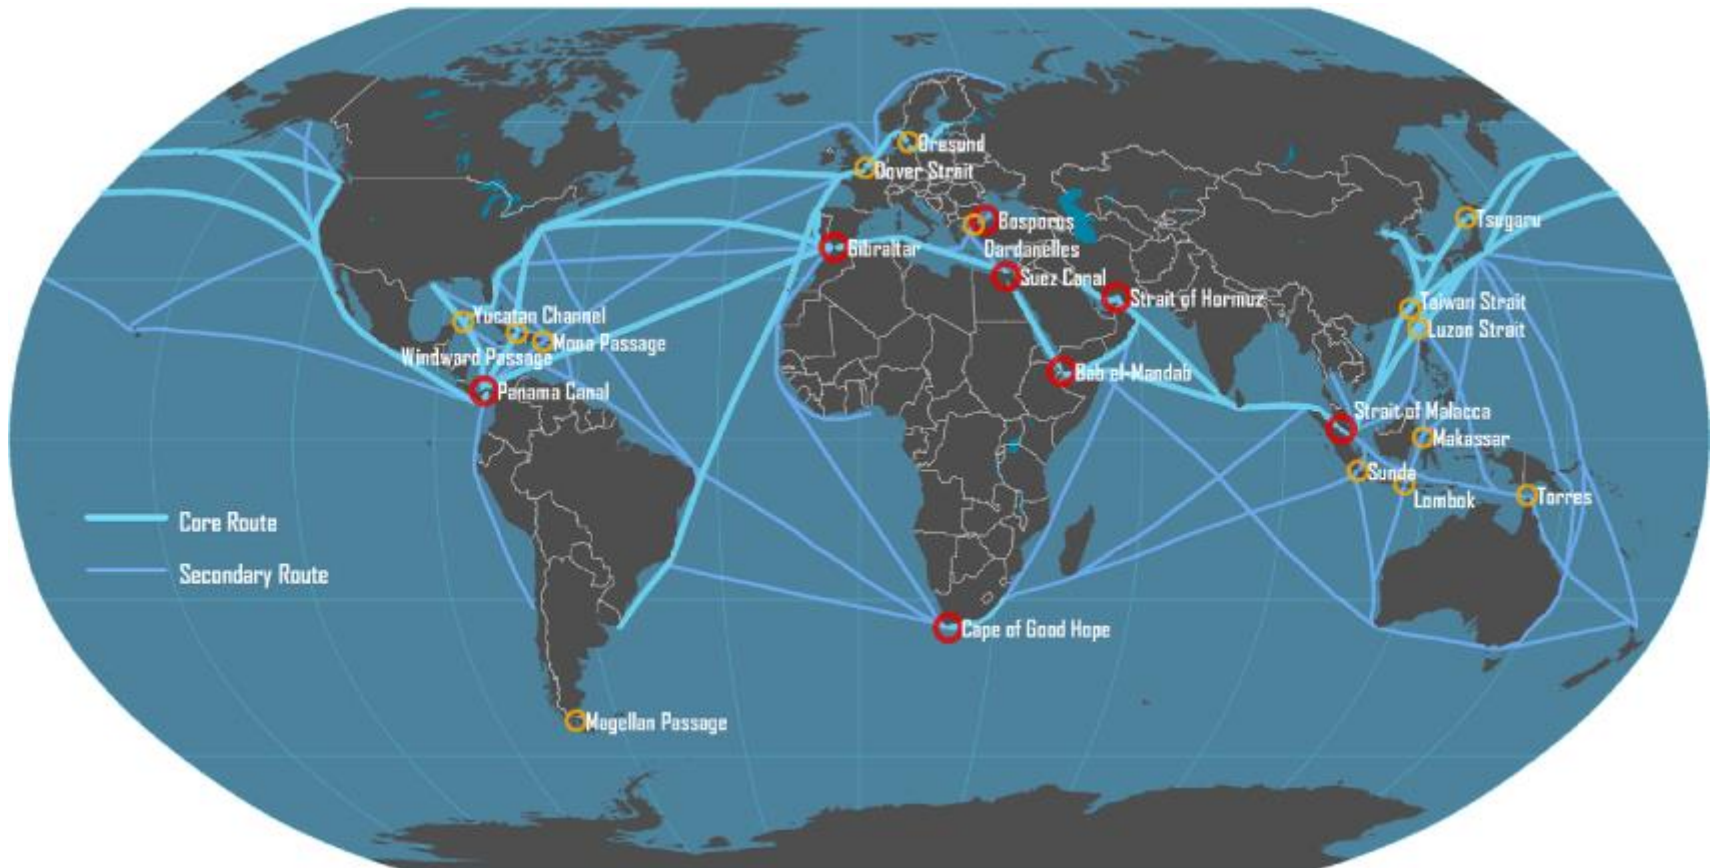 Oresund
Dover Strait
Bosporus
Tsugaru
Gibraltar
Dardanelles
Suez Canal
Strait of Hormuz
Taiwan Strait
Yucatan Channel
Luzon Strait
Mona Passage
Windward Passage
Bab el-Mandab
Panama Canal
Strait of Malacca
Makassar
Sunda
Lombok
Torres
Core Route
Secondary Route
Cape of Good Hope
Magellan Passage